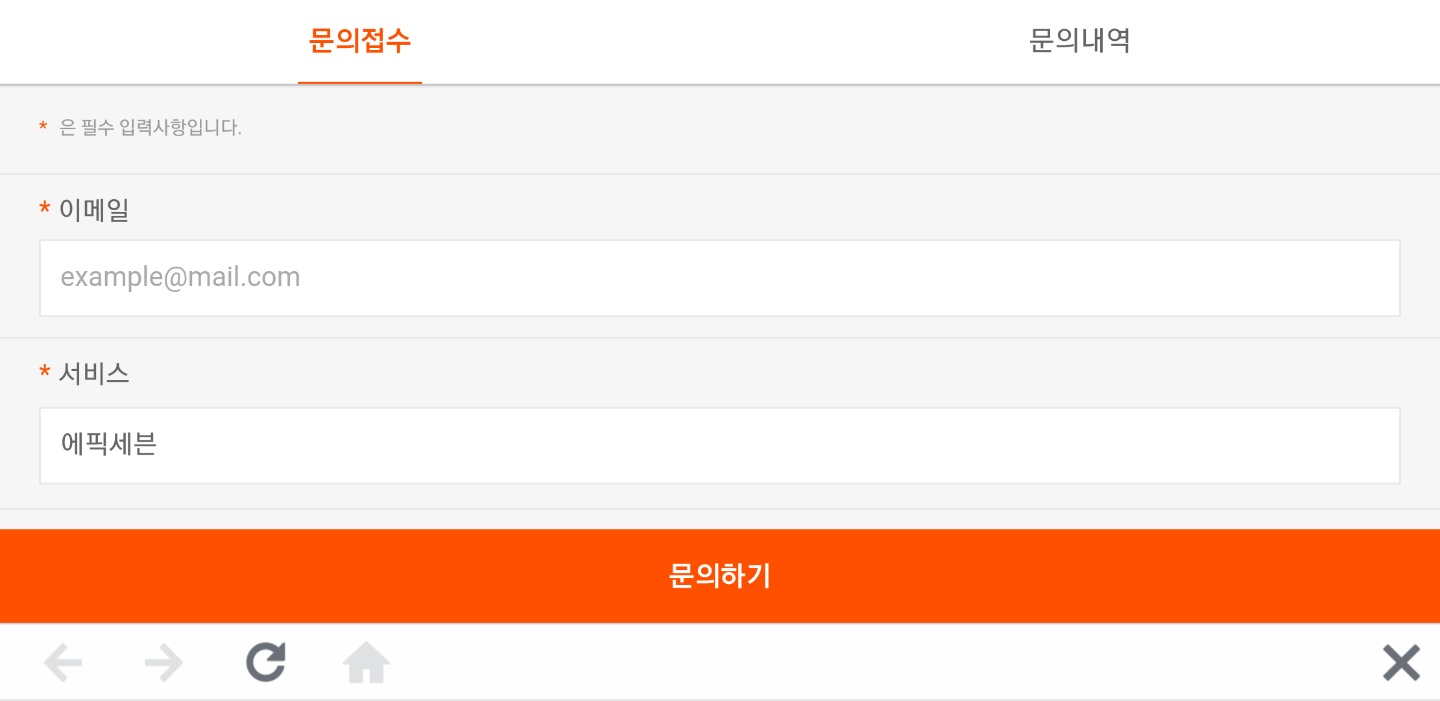 문의접수
문의내역
* 은 필수 입력사항입니다.
* 이메일
example@mail.com
* 서비스
에픽세븐
문의하기